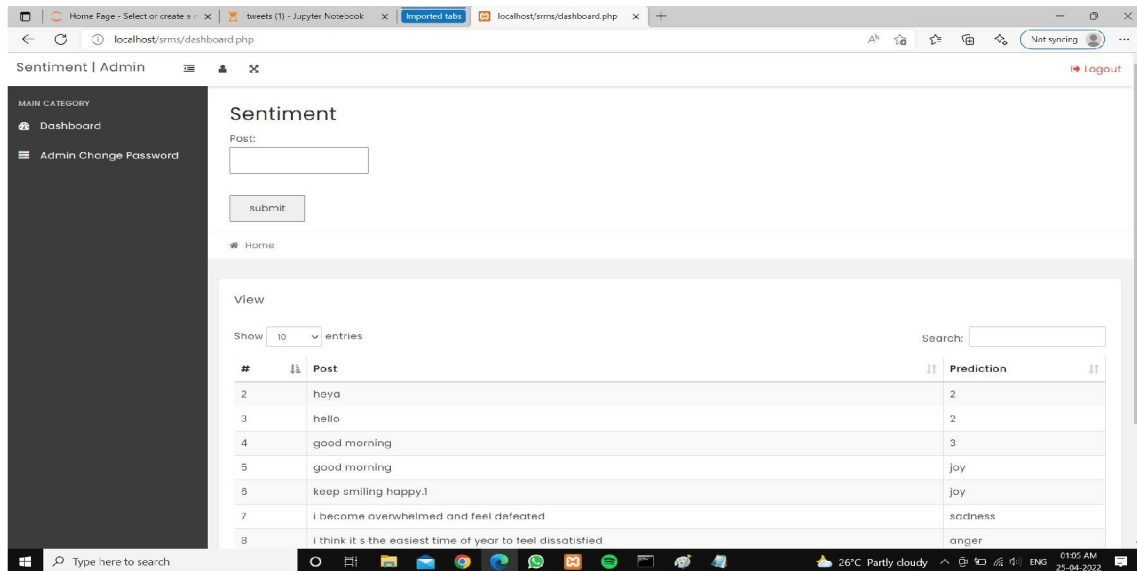 Home Page - Select or create a n
tweets (1) - Jupyter Notebook
Imported tabs
localhost/srms/dashboard.php
localhost/srms/dashboard.php
Not syncing
Sentiment | Admin
Logout
MAIN CATEGORY
Dashboard
Admin Change Password
Sentiment
Post:
submit
Home
View
Show 10 entries
Search:
# Post Prediction
2 heya 2
3 hello 2
4 good morning 3
5 good morning joy
6 keep smiling happy.1 joy
7 i become overwhelmed and feel defeated sadness
8 i think it s the easiest time of year to feel dissatisfied anger
Type here to search
26°C Partly cloudy
ENG
01:05 AM
25-04-2022